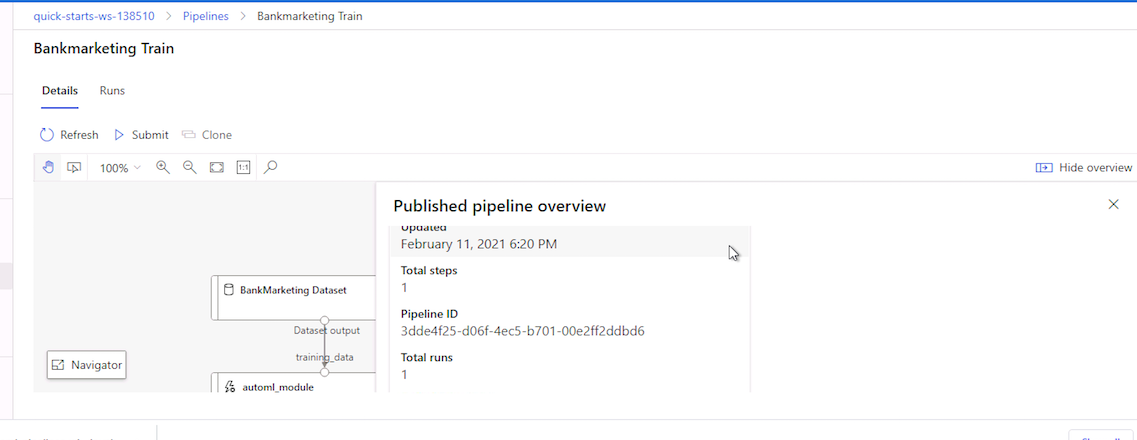 quick-starts-ws-138510 > Pipelines > Bankmarketing Train
Bankmarketing Train
Details Runs
Refresh Submit Clone
100% 1:1 Hide overview
Published pipeline overview
Updated
February 11, 2021 6:20 PM
Total steps
1
Pipeline ID
3dde4f25-d06f-4ec5-b701-00e2ff2ddbd6
Total runs
1
BankMarketing Dataset
Dataset output
training_data
Navigator
automl_module